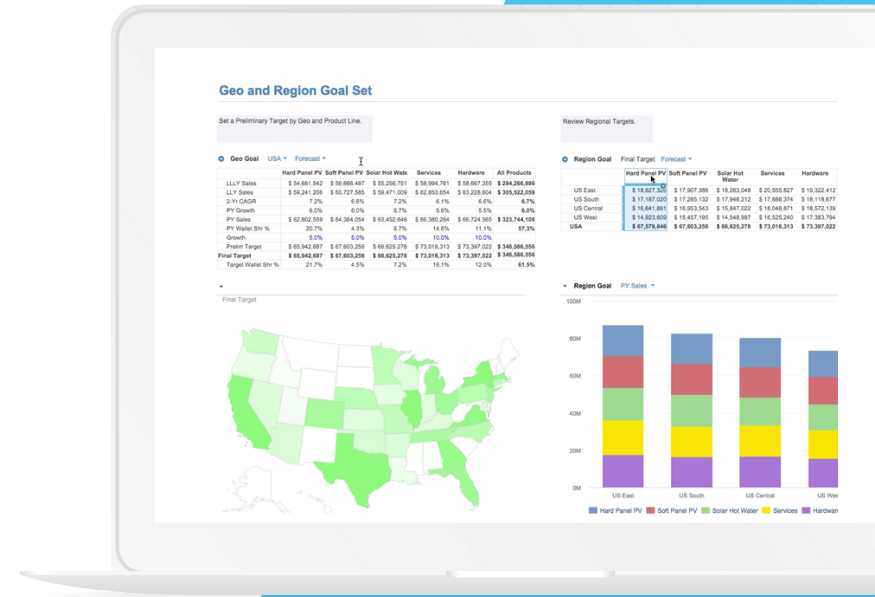 Geo and Region Goal Set
Set a Preliminary Target by Geo and Product Line.
Review Regional Targets.
Geo Goal USA Forecast
Hard Panel PV Soft Panel PV Solar Hot Wate Services Hardware All Products
LLLY Sales $ 54,681,542 $ 56,666,487 $ 55,256,751 $ 58,994,761 $ 58,667,355 $ 284,266,896
LLY Sales $ 59,241,206 $ 60,727,585 $ 59,471,009 $ 62,853,654 $ 63,228,604 $ 305,522,059
2-Yr CAGR 7.2% 6.6% 7.2% 6.1% 6.6% 6.7%
PY Growth 6.0% 6.0% 6.7% 5.6% 5.5% 6.0%
PY Sales $ 62,802,559 $ 64,384,054 $ 63,452,646 $ 66,380,284 $ 66,724,565 $ 323,744,109
PY Wallet Shr % 20.7% 4.3% 6.7% 14.6% 11.1% 57.3%
Growth 5.0% 5.0% 5.0% 10.0% 10.0%
Prelim Target $ 65,942,687 $ 67,603,256 $ 66,625,278 $ 73,018,313 $ 73,397,022 $ 346,586,556
Final Target $ 65,942,687 $ 67,603,256 $ 66,625,278 $ 73,018,313 $ 73,397,022 $ 346,586,556
Target Wallet Shr % 21.7% 4.5% 7.2% 16.1% 12.0% 61.5%
Region Goal Final Target Forecast
Hard Panel PV Soft Panel PV Solar Hot Water Services Hardware
US East $ 18,627,326 $ 17,907,386 $ 18,283,048 $ 20,555,827 $ 19,322,412
US South $ 17,187,020 $ 17,285,132 $ 17,946,212 $ 17,888,374 $ 18,118,677
US Central $ 16,841,691 $ 16,953,543 $ 15,847,022 $ 18,048,871 $ 18,572,139
US West $ 14,923,609 $ 15,457,195 $ 14,548,997 $ 16,525,240 $ 17,383,794
USA $ 67,579,646 $ 67,603,256 $ 66,625,278 $ 73,018,313 $ 73,397,022
Final Target
Region Goal PY Sales
100M
80M
60M
40M
20M
0M
US East US South US Central US Wes
Hard Panel PV Soft Panel PV Solar Hot Water Services Hardwar